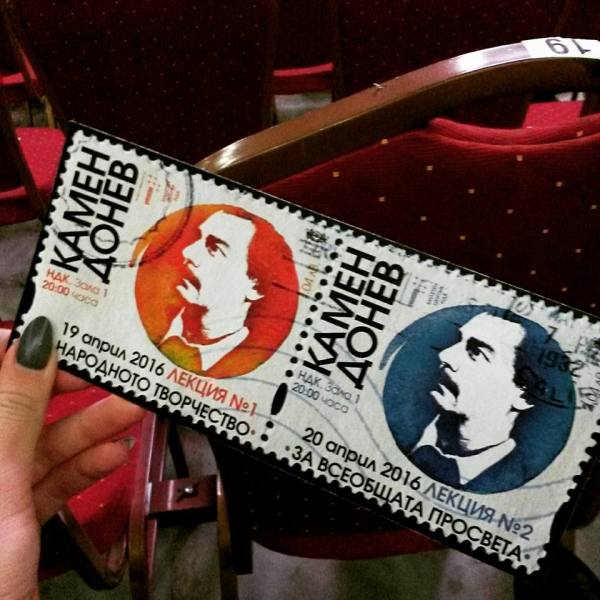 19
КАМЕН
ДОНЕВ
НДК, Зала 1
20:00 часа
19 април 2016 ЛЕКЦИЯ №1
НАРОДНОТО ТВОРЧЕСТВО
КАМЕН
ДОНЕВ
НДК, Зала 1
20:00 часа
1932
20 април 2016 ЛЕКЦИЯ №2
ЗА ВСЕОБЩАТА ПРОСВЕТА